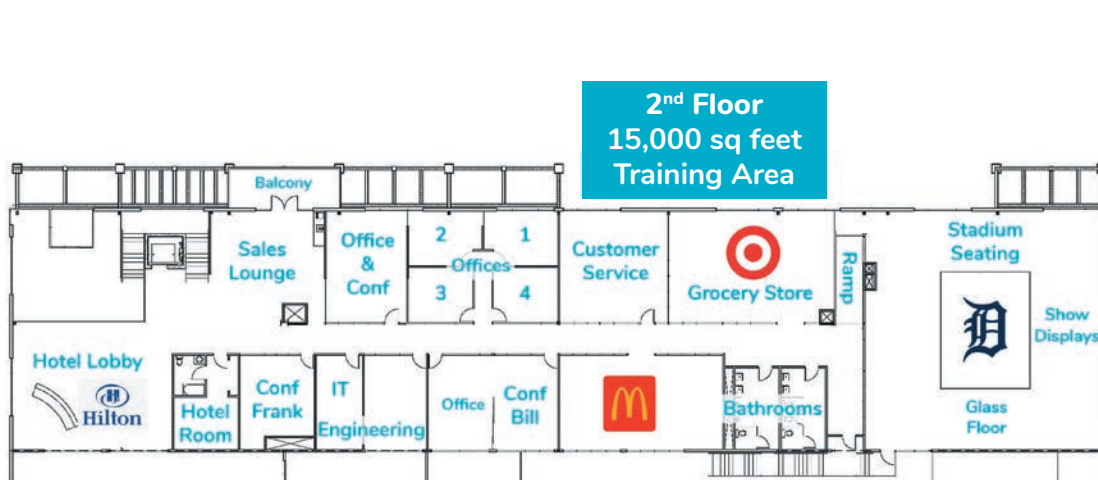 2nd Floor
15,000 sq feet
Training Area
Balcony
Sales
Lounge
Office
&
Conf
2
1
Offices
3
4
Customer
Service
Grocery Store
Ramp
Stadium
Seating
D
Show
Displays
Glass
Floor
Hotel Lobby
H
Hilton
Hotel
Room
Conf
Frank
IT
Engineering
Office
Conf
Bill
M
Bathrooms